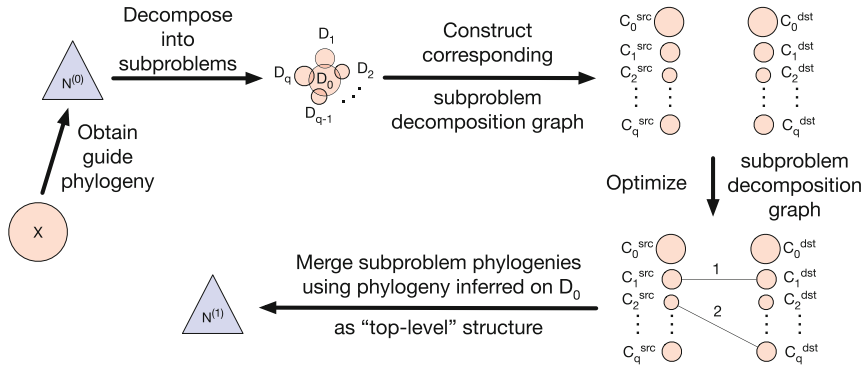 Decompose
into
subproblems
N(0)
D1
Dq
D0
D2
Dq-1
Construct
corresponding
subproblem
decomposition graph
C0src
C0dst
C1src
C1dst
C2src
C2dst
Cqsrc
Cqdst
Obtain
guide
phylogeny
X
Optimize
subproblem
decomposition
graph
C0src
C0dst
C1src
1
C1dst
C2src
2
C2dst
Cqsrc
Cqdst
Merge subproblem phylogenies
using phylogeny inferred on D0
as “top-level” structure
N(1)